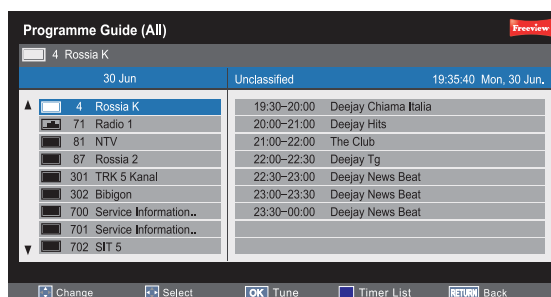 Programme Guide (All)
Freeview
4 Rossia K
30 Jun
Unclassified 19:35:40 Mon, 30 Jun.
4 Rossia K 19:30-20:00 Deejay Chiama Italia
71 Radio 1 20:00-21:00 Deejay Hits
81 NTV 21:00-22:00 The Club
87 Rossia 2 22:00-22:30 Deejay Tg
301 TRK 5 Kanal 22:30-23:00 Deejay News Beat
302 Bibigon 23:00-23:30 Deejay News Beat
700 Service Information.. 23:30-00:00 Deejay News Beat
701 Service Information..
702 SIT 5
Change Select OK Tune Timer List RETURN Back